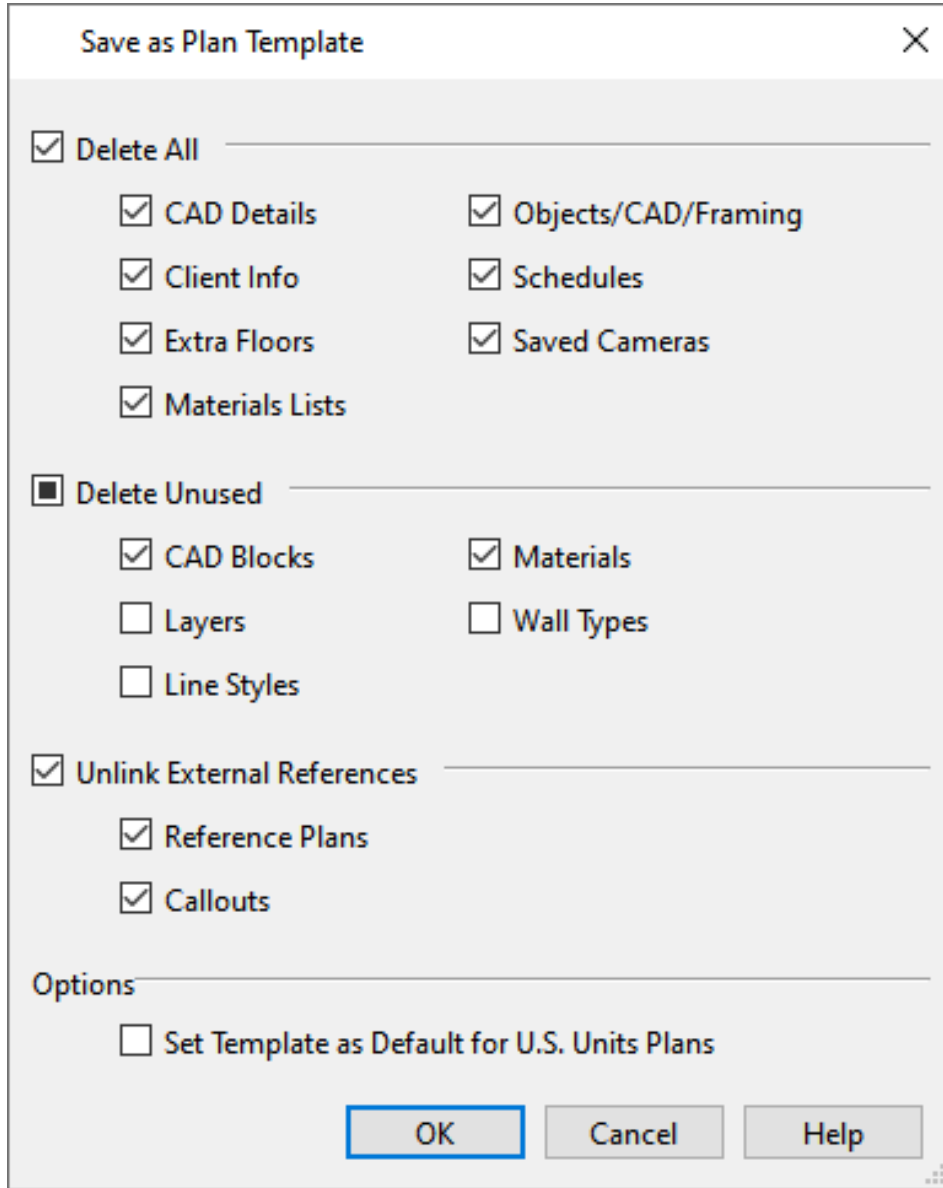 Save as Plan Template
Delete All
CAD Details
Objects/CAD/Framing
Client Info
Schedules
Extra Floors
Saved Cameras
Materials Lists
Delete Unused
CAD Blocks
Materials
Layers
Wall Types
Line Styles
Unlink External References
Reference Plans
Callouts
Options
Set Template as Default for U.S. Units Plans
OK
Cancel
Help